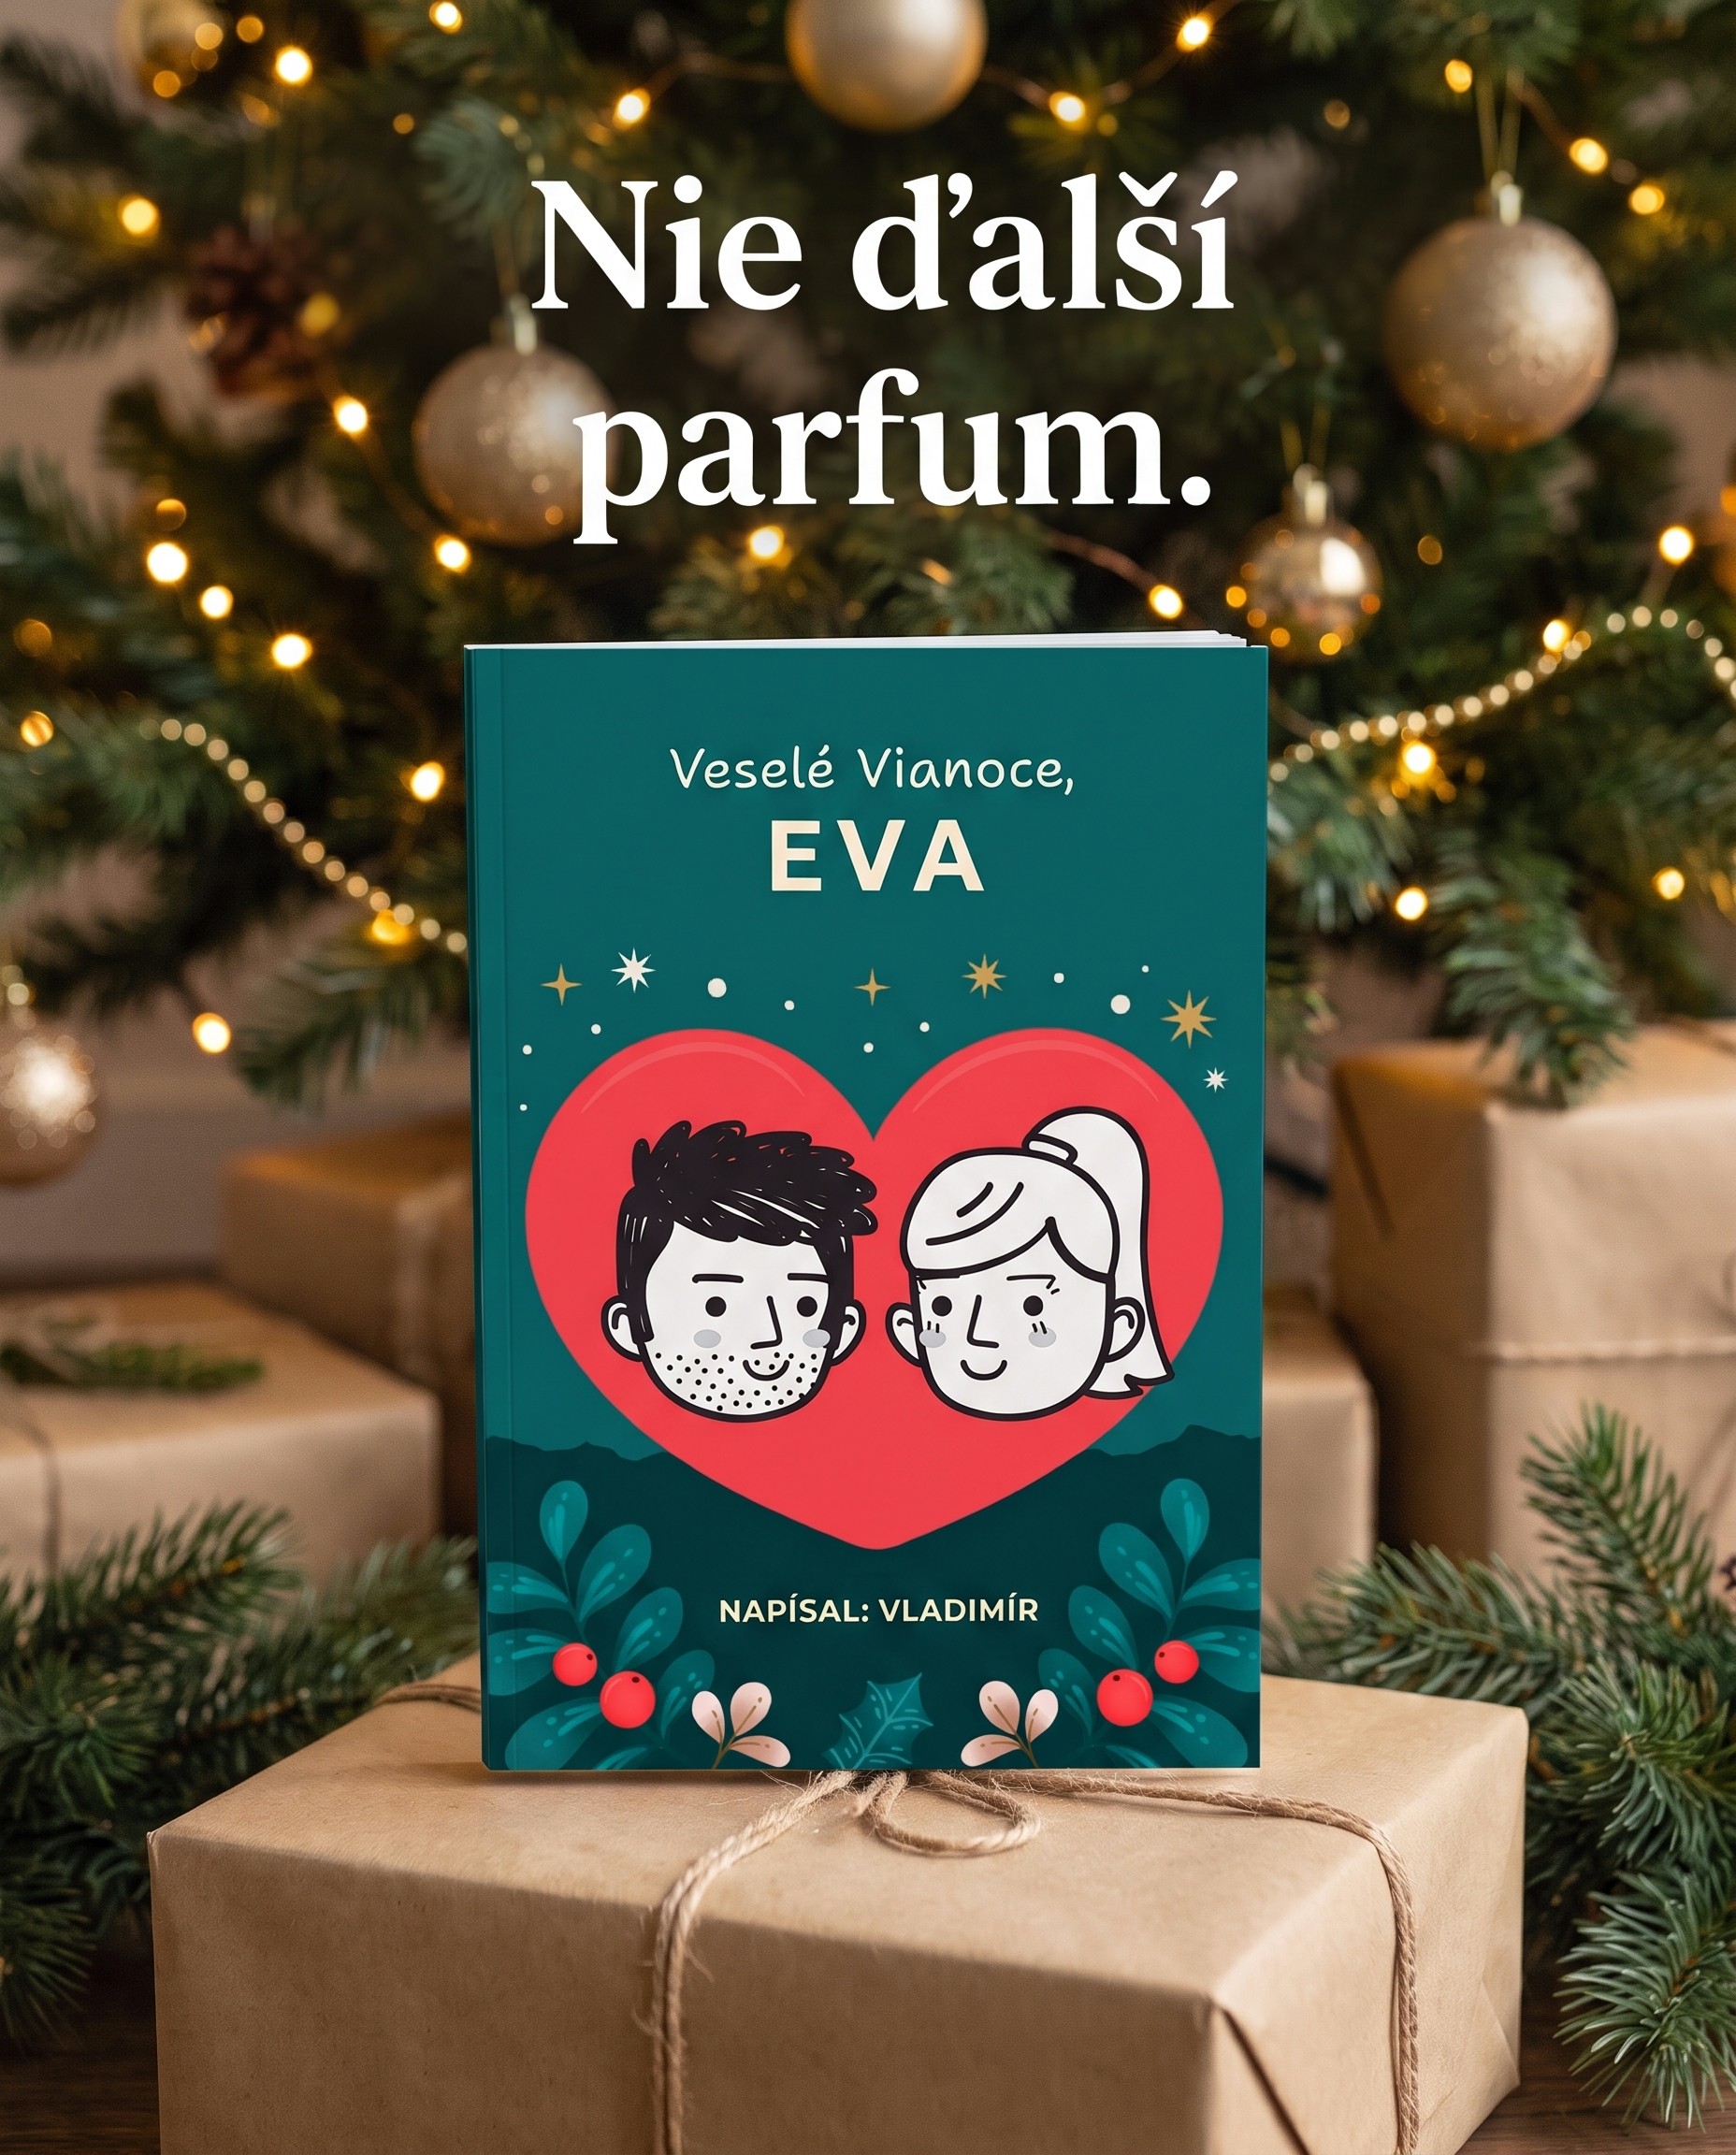 Nie ďalší
parfum.
Veselé Vianoce,
EVA
NAPÍSAL: VLADIMÍR